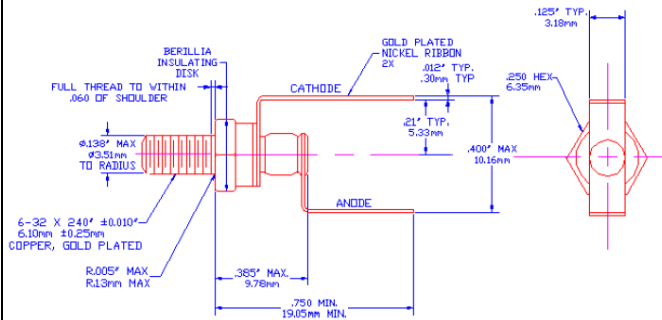 BERILLIA
INSULATING
DISK
FULL THREAD TO WITHIN
.060 OF SHOULDER
GOLD PLATED
NICKEL RIBBON
2X
CATHODE
.012" TYP.
.30mm TYP
.125" TYP.
3.18mm
.250 HEX
6.35mm
.21" TYP.
5.33mm
.400" MAX
10.16mm
ø.138" MAX
ø3.51mm
TO RADIUS
ANODE
6-32 X 240" ±0.010"
6.10mm ±0.25mm
COPPER, GOLD PLATED
R.005" MAX
R.13mm MAX
.385" MAX.
9.78mm
.750 MIN.
19.05mm MIN.